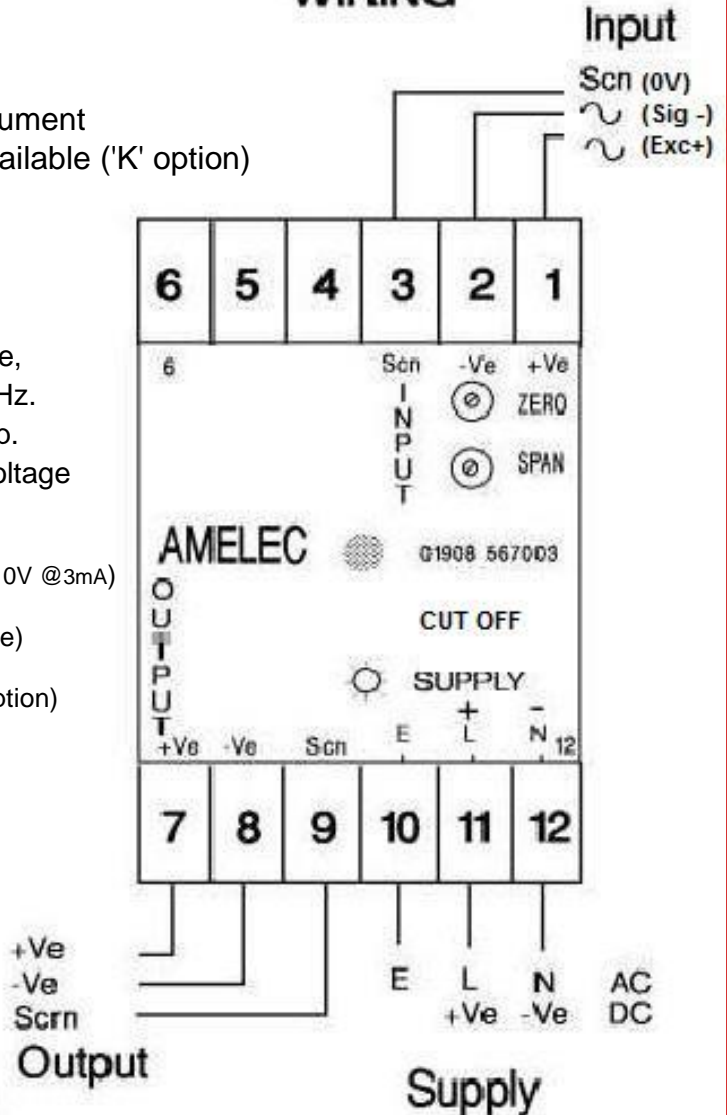 WIRING
Input
Scn (0V)
(Sig -)
(Exc+)
ument
ailable ('K' option)
6 5 4 3 2 1
e,
Hz.
o.
oltage
0V @3mA)
e)
otion)
6 Scn -Ve +Ve
INPUT
ZERO
SPAN
AMELEC 01908 567003
OUTPUT
CUT OFF
SUPPLY
+ -
+Ve -Ve Scn E L N 12
7 8 9 10 11 12
+Ve
-Ve
Scrn
Output
E L N AC
+Ve -Ve DC
Supply